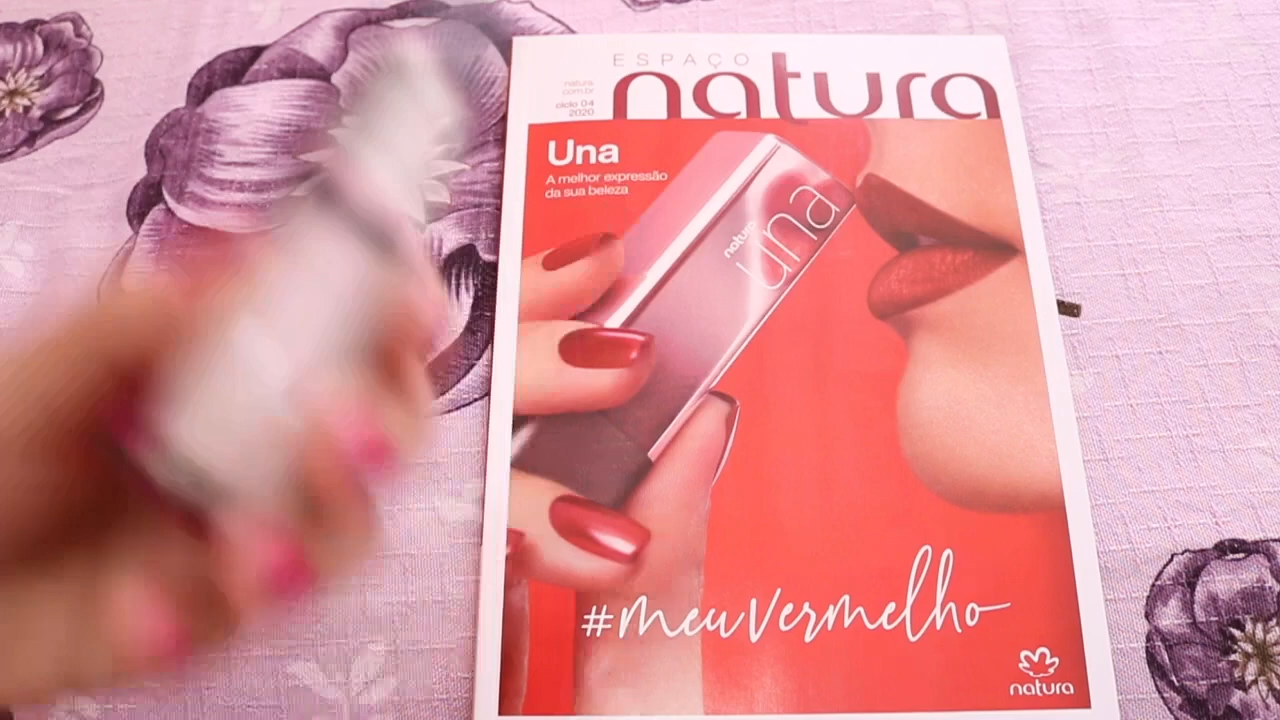 ESPAÇO
natura
natura.
com.br
ciclo 04
2020
Una
A melhor expressão
da sua beleza
natura
una
#meuvermelho
natura